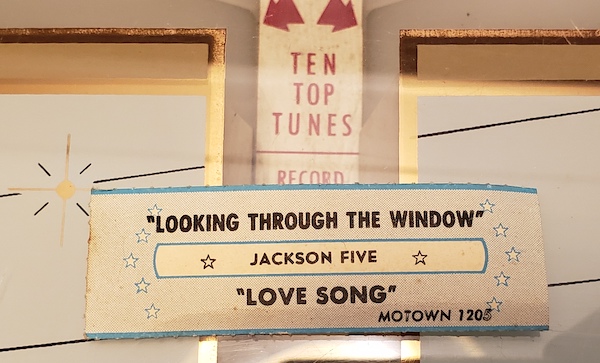 TEN
TOP
TUNES
RECORD
"LOOKING THROUGH THE WINDOW"
JACKSON FIVE
"LOVE SONG"
MOTOWN 1205